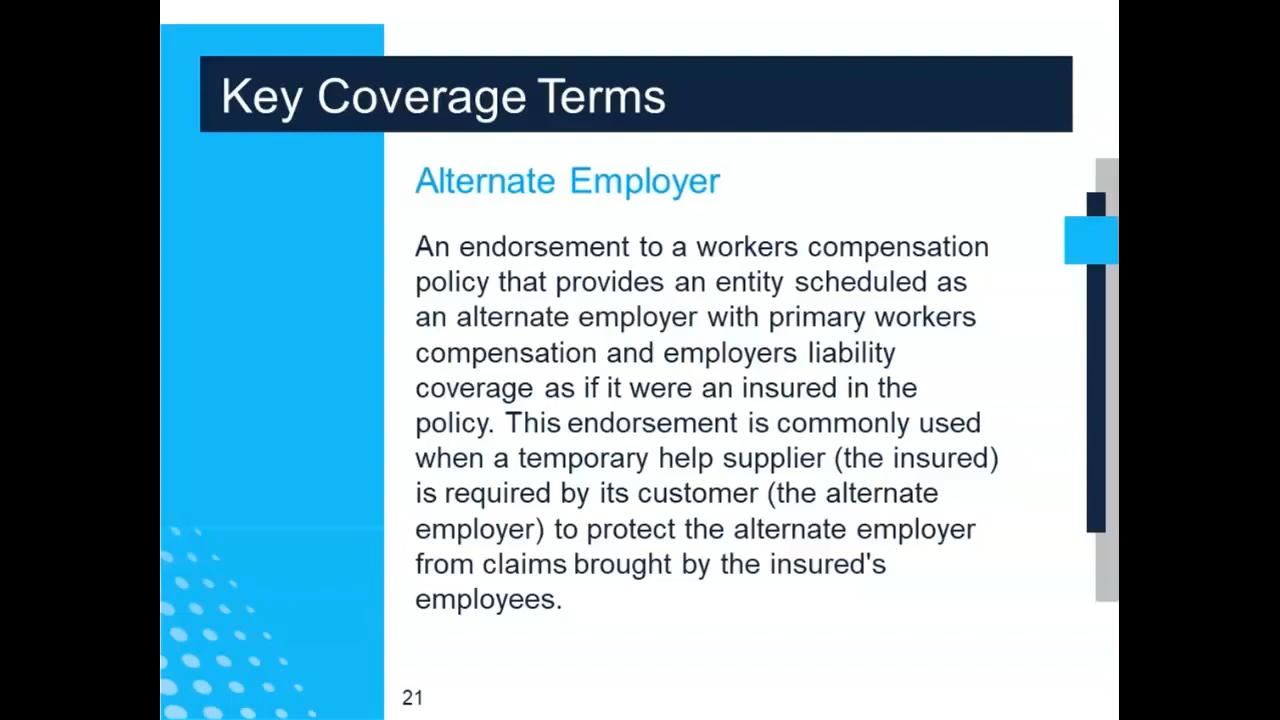 Key Coverage Terms
Alternate Employer
An endorsement to a workers compensation
policy that provides an entity scheduled as
an alternate employer with primary workers
compensation and employers liability
coverage as if it were an insured in the
policy. This endorsement is commonly used
when a temporary help supplier (the insured)
is required by its customer (the alternate
employer) to protect the alternate employer
from claims brought by the insured's
employees.
21